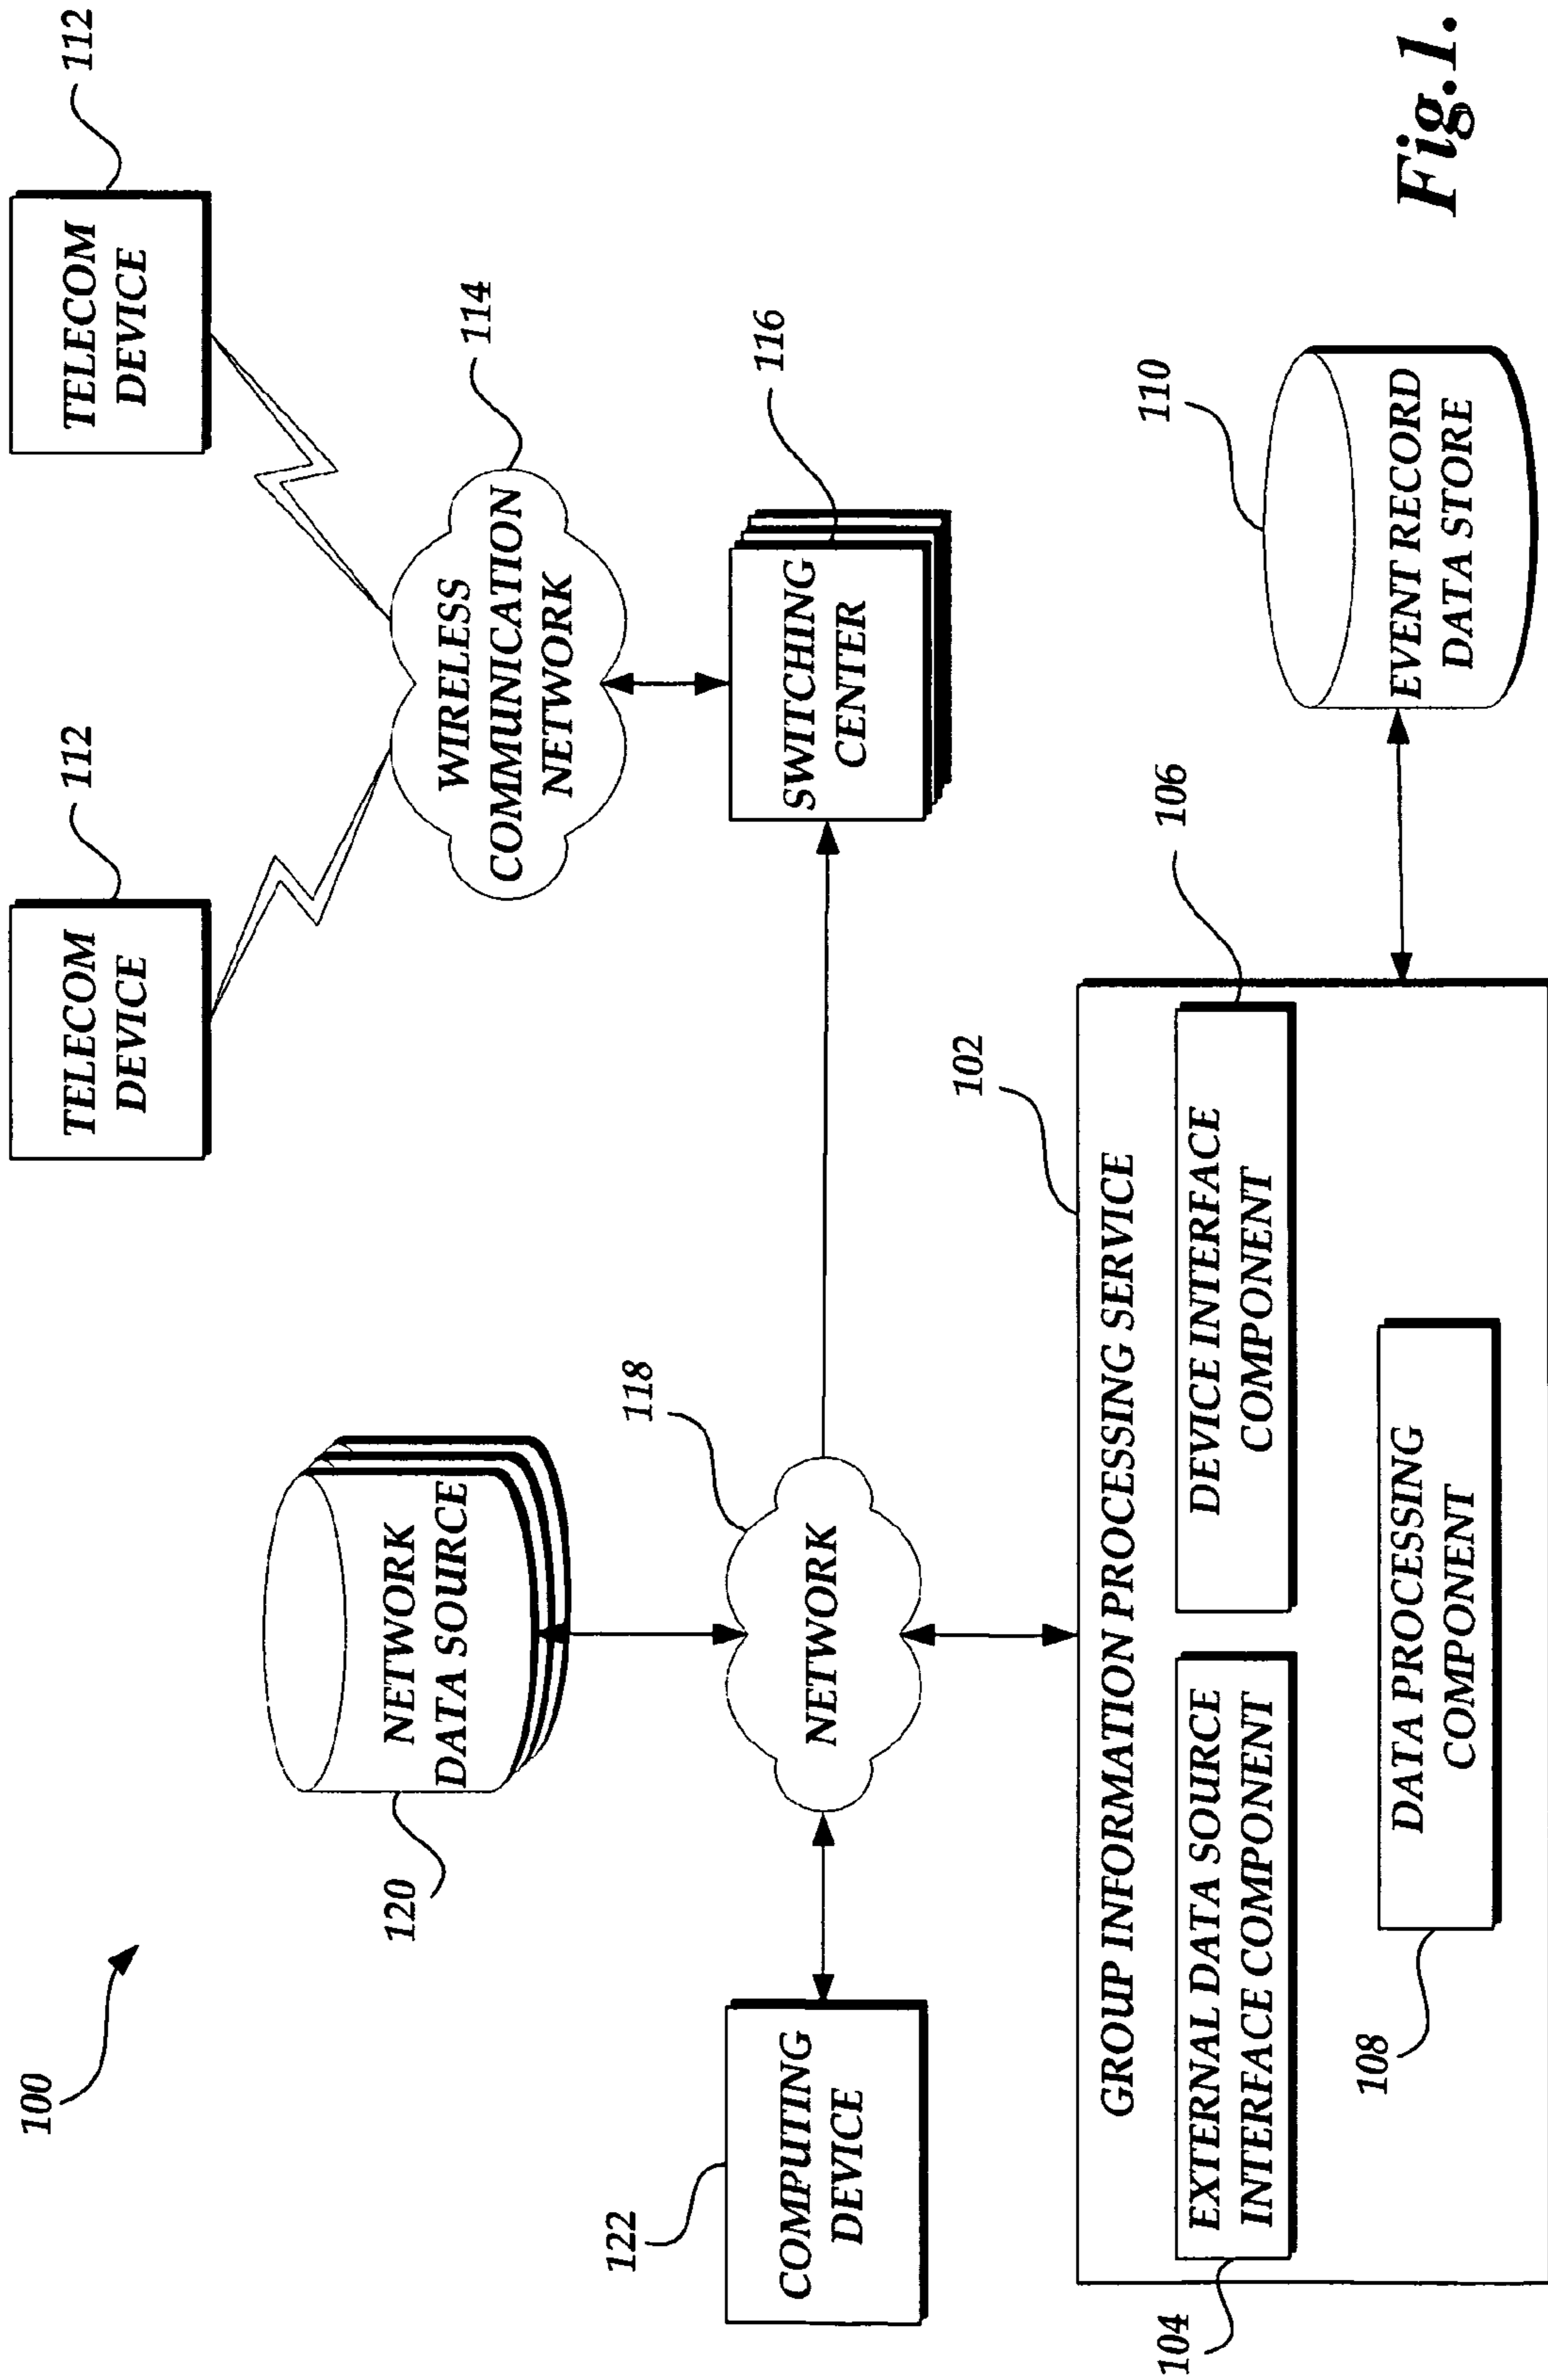 100
112
TELECOM
DEVICE
112
TELECOM
DEVICE
120
NETWORK
DATA SOURCE
114
WIRELESS
COMMUNICATION
NETWORK
122
COMPUTING
DEVICE
118
NETWORK
116
SWITCHING
CENTER
102
GROUP INFORMATION PROCESSING SERVICE
104
EXTERNAL DATA SOURCE
INTERFACE COMPONENT
106
DEVICE INTERFACE
COMPONENT
108
DATA PROCESSING
COMPONENT
110
EVENT RECORD
DATA STORE
Fig.1.